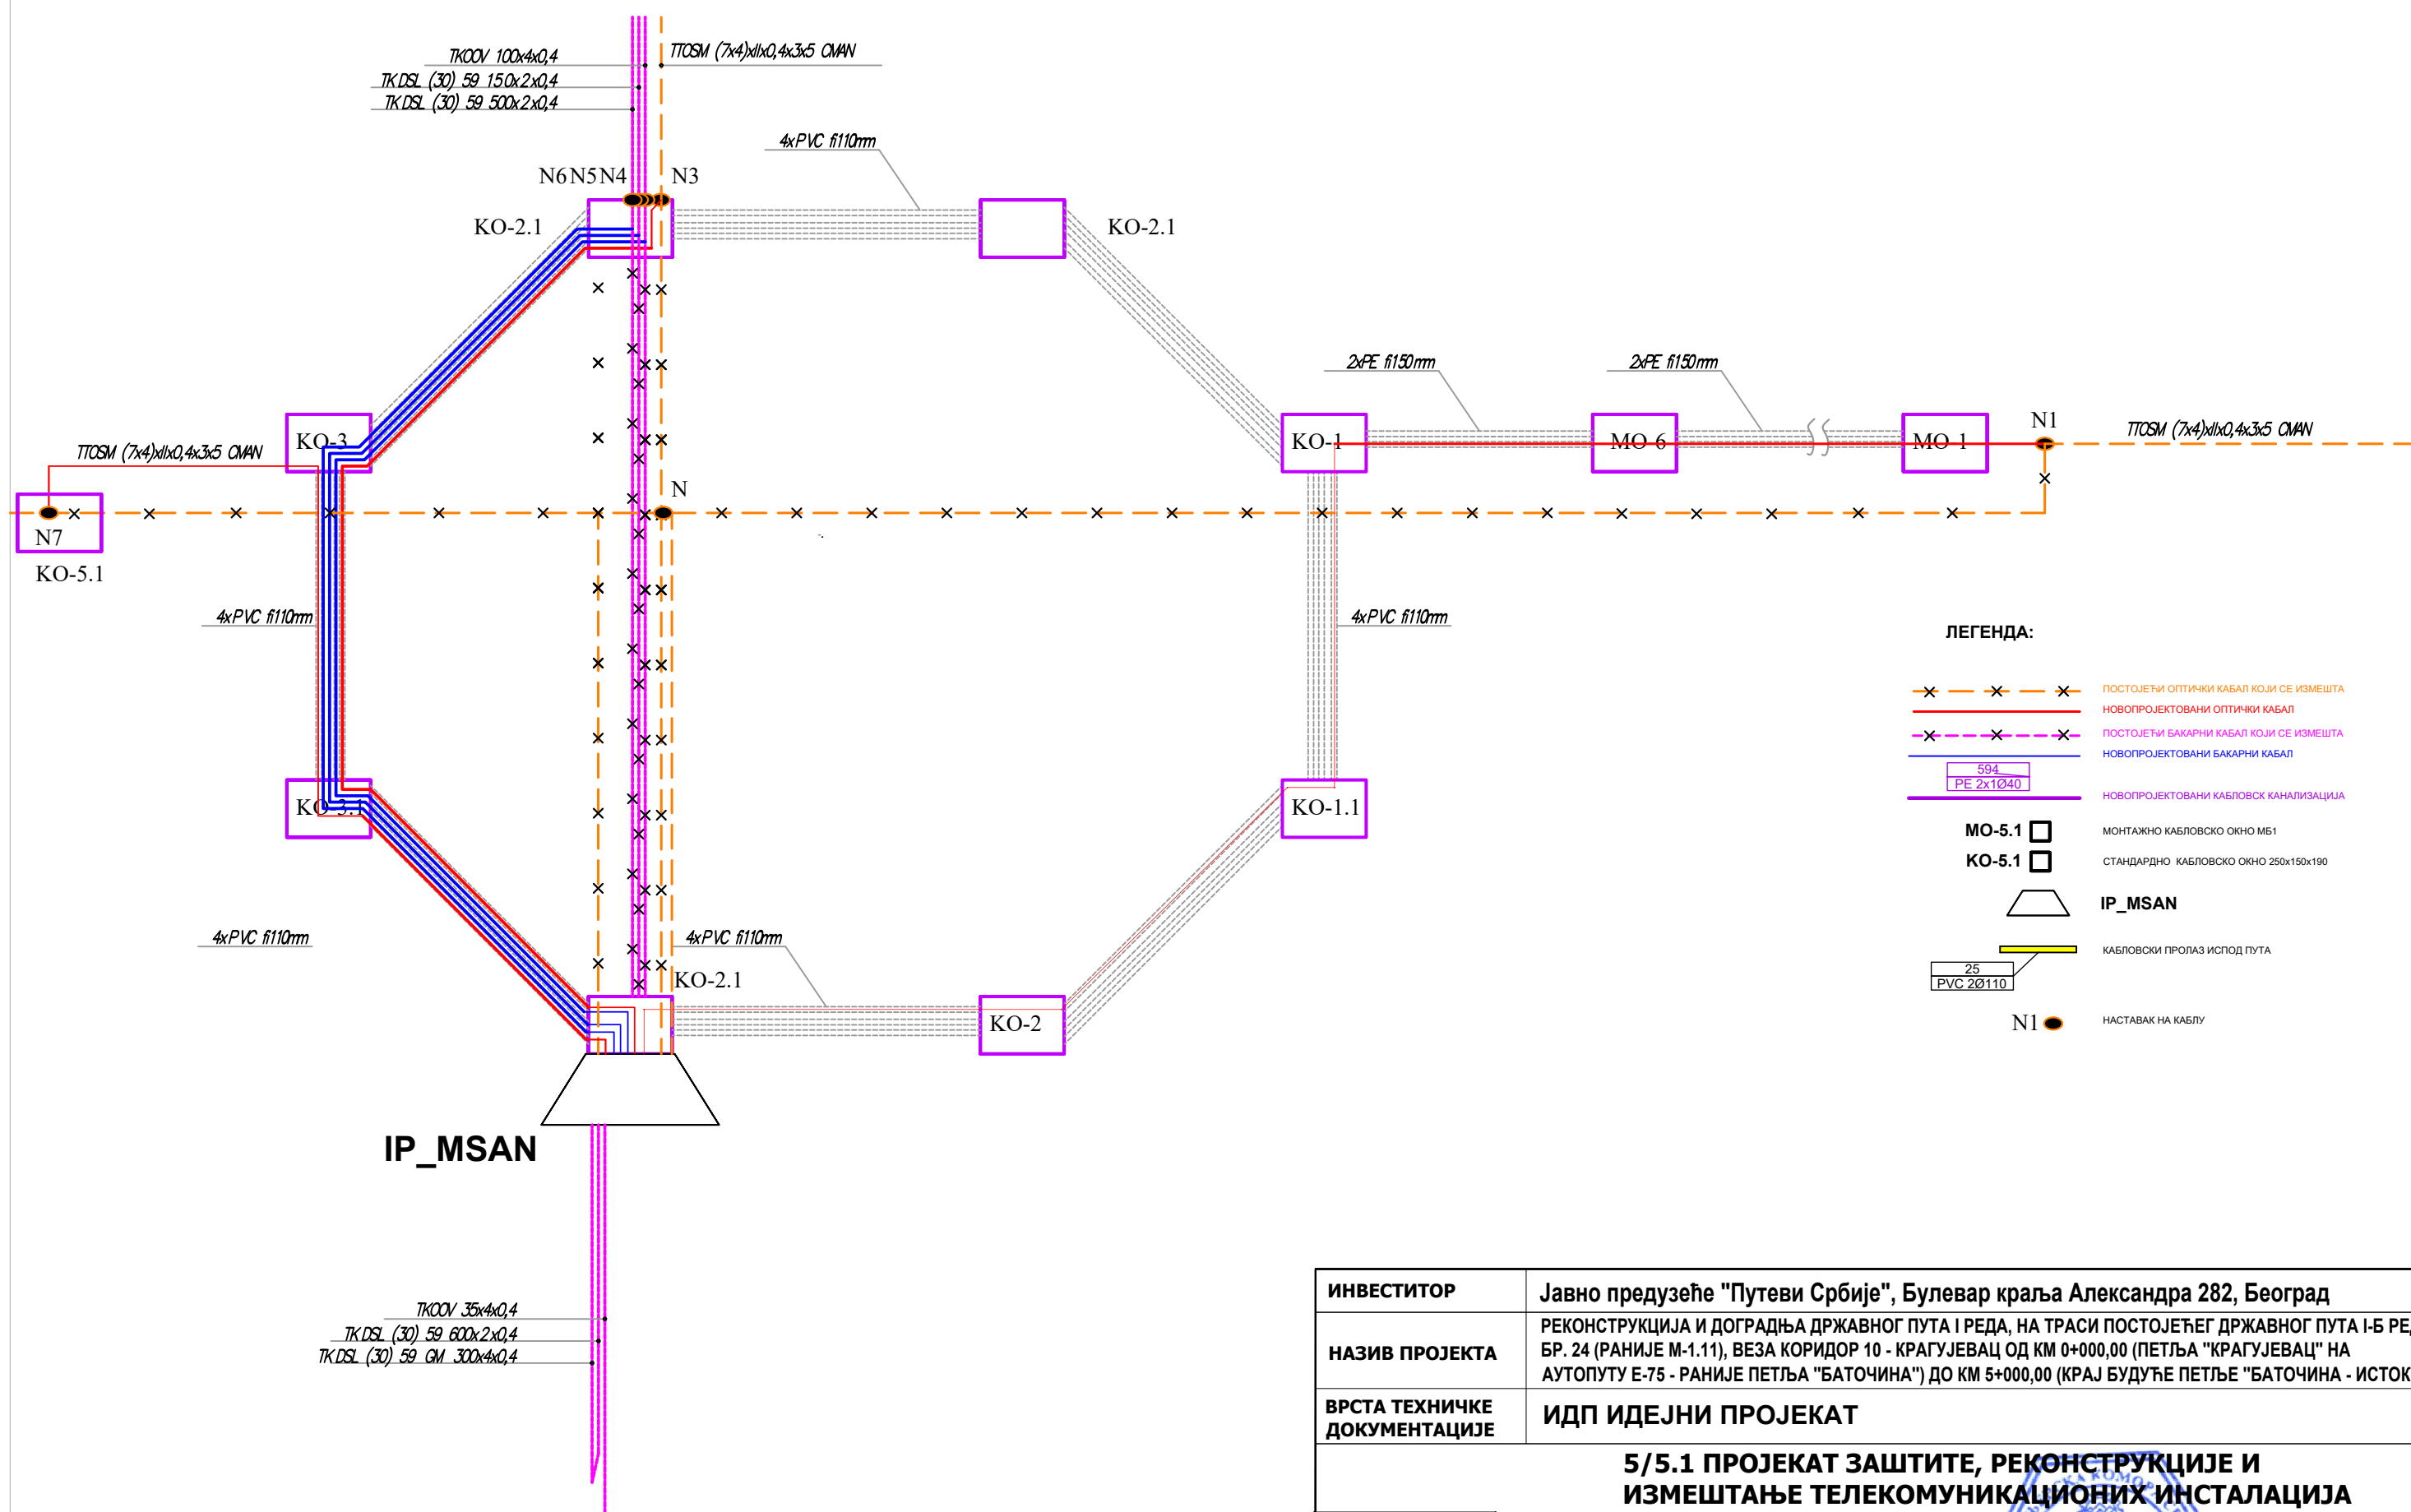 TKOOV 100x4x0,4
TTOSM (7x4)xIIx0,4x3x5 CMAN
TK DSL (30) 59 150x2x0,4
TK DSL (30) 59 500x2x0,4
4xPVC fi110mm
N6 N5 N4
N3
KO-2.1
KO-2.1
2xPE fi150mm
2xPE fi150mm
TTOSM (7x4)xIIx0,4x3x5 CMAN
KO-3
KO-1
MO-6
MO-1
N1
TTOSM (7x4)xIIx0,4x3x5 CMAN
N
N7
KO-5.1
4xPVC fi110mm
4xPVC fi110mm
KO-3.1
KO-1.1
4xPVC fi110mm
4xPVC fi110mm
KO-2.1
KO-2
IP_MSAN
TKOOV 35x4x0,4
TK DSL (30) 59 600x2x0,4
TK DSL (30) 59 GM 300x4x0,4
ЛЕГЕНДА:
ПОСТОЈЕЋИ ОПТИЧКИ КАБАЛ КОЈИ СЕ ИЗМЕШТА
НОВОПРОЈЕКТОВАНИ ОПТИЧКИ КАБАЛ
ПОСТОЈЕЋИ БАКАРНИ КАБАЛ КОЈИ СЕ ИЗМЕШТА
НОВОПРОЈЕКТОВАНИ БАКАРНИ КАБАЛ
594
PE 2x1Ø40
НОВОПРОЈЕКТОВАНИ КАБЛОВСК КАНАЛИЗАЦИЈА
MO-5.1
МОНТАЖНО КАБЛОВСКО ОКНО МБ1
KO-5.1
СТАНДАРДНО КАБЛОВСКО ОКНО 250x150x190
IP_MSAN
КАБЛОВСКИ ПРОЛАЗ ИСПОД ПУТА
25
PVC 2Ø110
N1
НАСТАВАК НА КАБЛУ
ИНВЕСТИТОР
Јавно предузеће "Путеви Србије", Булевар краља Александра 282, Београд
НАЗИВ ПРОЈЕКТА
РЕКОНСТРУКЦИЈА И ДОГРАДЊА ДРЖАВНОГ ПУТА I РЕДА, НА ТРАСИ ПОСТОЈЕЋЕГ ДРЖАВНОГ ПУТА I-Б РЕД
БР. 24 (РАНИЈЕ М-1.11), ВЕЗА КОРИДОР 10 - КРАГУЈЕВАЦ ОД КМ 0+000,00 (ПЕТЉА "КРАГУЈЕВАЦ" НА
АУТОПУТУ Е-75 - РАНИЈЕ ПЕТЉА "БАТОЧИНА") ДО КМ 5+000,00 (КРАЈ БУДУЋЕ ПЕТЉЕ "БАТОЧИНА - ИСТОК
ВРСТА ТЕХНИЧКЕ
ДОКУМЕНТАЦИЈЕ
ИДП ИДЕЈНИ ПРОЈЕКАТ
5/5.1 ПРОЈЕКАТ ЗАШТИТЕ, РЕКОНСТРУКЦИЈЕ И
ИЗМЕШТАЊЕ ТЕЛЕКОМУНИКАЦИОНИХ ИНСТАЛАЦИЈА